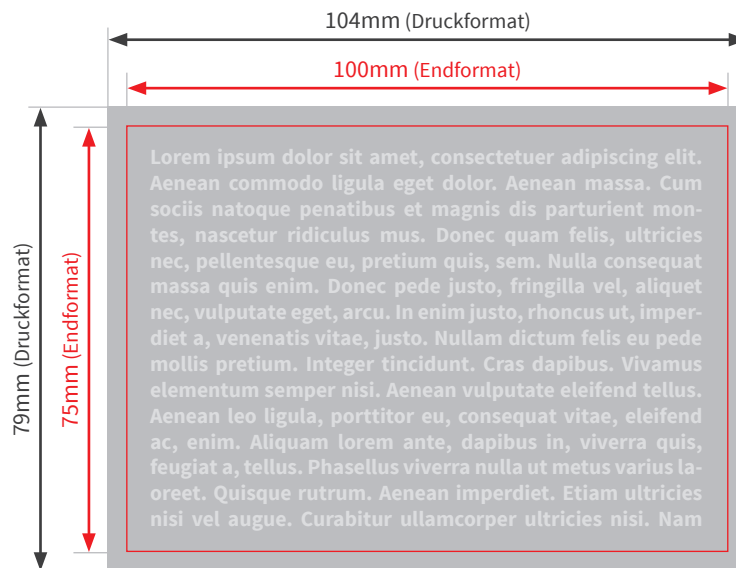 104mm (Druckformat)
100mm (Endformat)
79mm (Druckformat)
75mm (Endformat)
Lorem ipsum dolor sit amet, consectetuer adipiscing elit.
Aenean commodo ligula eget dolor. Aenean massa. Cum
sociis natoque penatibus et magnis dis parturient mon-
tes, nascetur ridiculus mus. Donec quam felis, ultricies
nec, pellentesque eu, pretium quis, sem. Nulla consequat
massa quis enim. Donec pede justo, fringilla vel, aliquet
nec, vulputate eget, arcu. In enim justo, rhoncus ut, imper-
diet a, venenatis vitae, justo. Nullam dictum felis eu pede
mollis pretium. Integer tincidunt. Cras dapibus. Vivamus
elementum semper nisi. Aenean vulputate eleifend tellus.
Aenean leo ligula, porttitor eu, consequat vitae, eleifend
ac, enim. Aliquam lorem ante, dapibus in, viverra quis,
feugiat a, tellus. Phasellus viverra nulla ut metus varius la-
oreet. Quisque rutrum. Aenean imperdiet. Etiam ultricies
nisi vel augue. Curabitur ullamcorper ultricies nisi. Nam